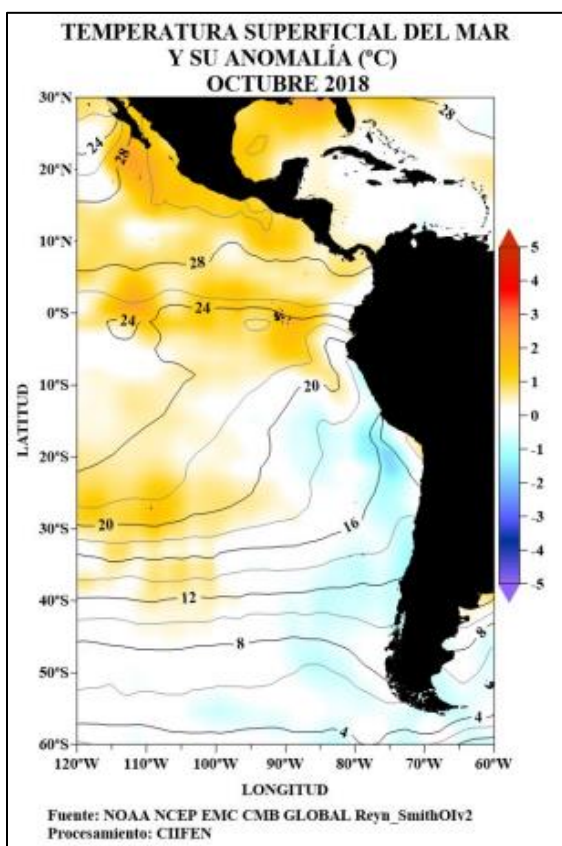 TEMPERATURA SUPERFICIAL DEL MAR
Y SU ANOMALÍA (ºC)
OCTUBRE 2018
30°N
20°N
10°N
0°S
10°S
20°S
30°S
40°S
50°S
60°S
LATITUD
24
28
28
24
24
20
20
16
12
8
8
4
4
5
4
3
2
1
0
-1
-2
-3
-4
-5
120°W
110°W
100°W
90°W
80°W
70°W
60°W
LONGITUD
Fuente: NOAA NCEP EMC CMB GLOBAL Reyn_SmithOIv2
Procesamiento: CIIFEN